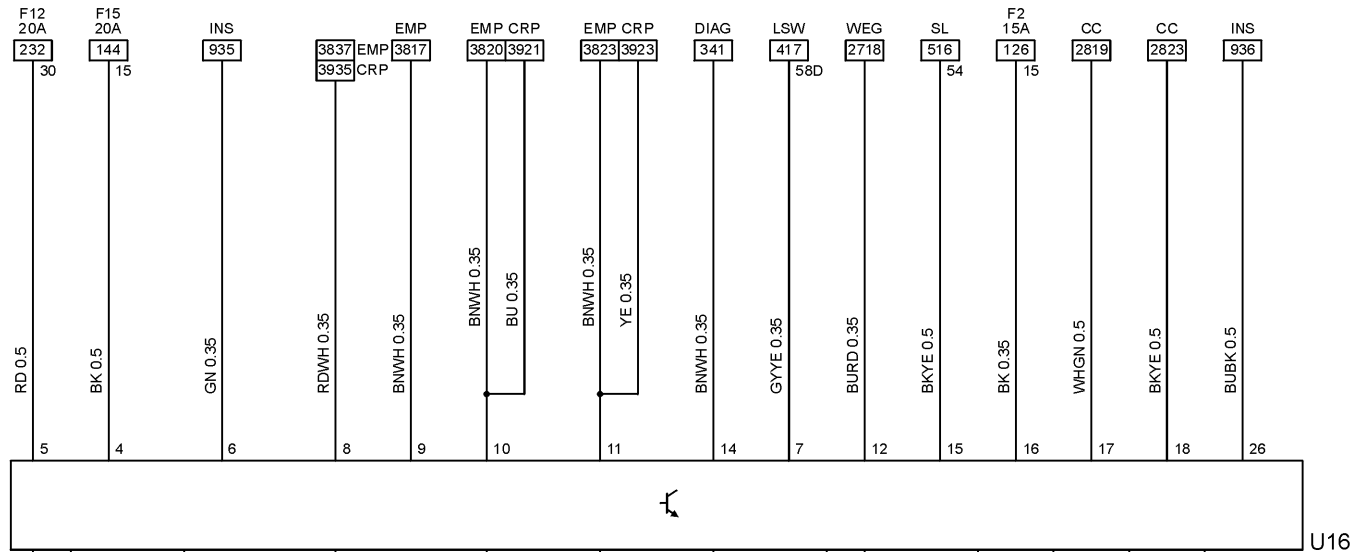 F12 F15 F2
20A 20A INS EMP EMP CRP EMP CRP DIAG LSW WEG SL 15A CC CC INS
232 144 935 3837 EMP 3817 3820 3921 3823 3923 341 417 2718 516 126 2819 2823 936
30 15 3935 CRP 58D 54 15
RD 0.5 BK 0.5 GN 0.35 RDWH 0.35 BNWH 0.35 BNWH 0.35 BU 0.35 BNWH 0.35 YE 0.35 BNWH 0.35 GYYE 0.35 BURD 0.35 BKYE 0.5 BK 0.35 WHGN 0.5 BKYE 0.5 BUBK 0.5
5 4 6 8 9 10 11 14 7 12 15 16 17 18 26
U16